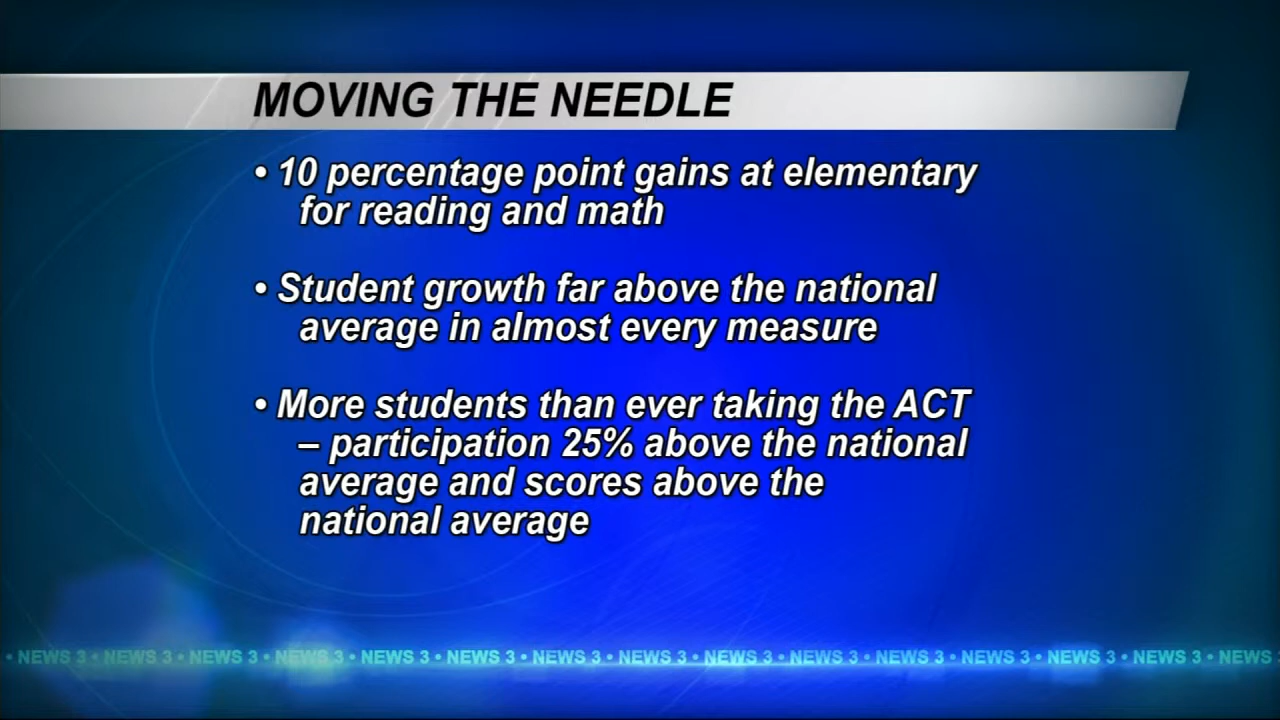 MOVING THE NEEDLE
• 10 percentage point gains at elementary
for reading and math
• Student growth far above the national
average in almost every measure
• More students than ever taking the ACT
– participation 25% above the national
average and scores above the
national average
• NEWS 3 • NEWS 3 • NEWS 3 • NEWS 3 • NEWS 3 • NEWS 3 • NEWS 3 • NEWS 3 • NEWS 3 • NEWS 3 • NEWS 3 • NEWS 3 • NEWS 3 • NEWS 3 • NEWS 3